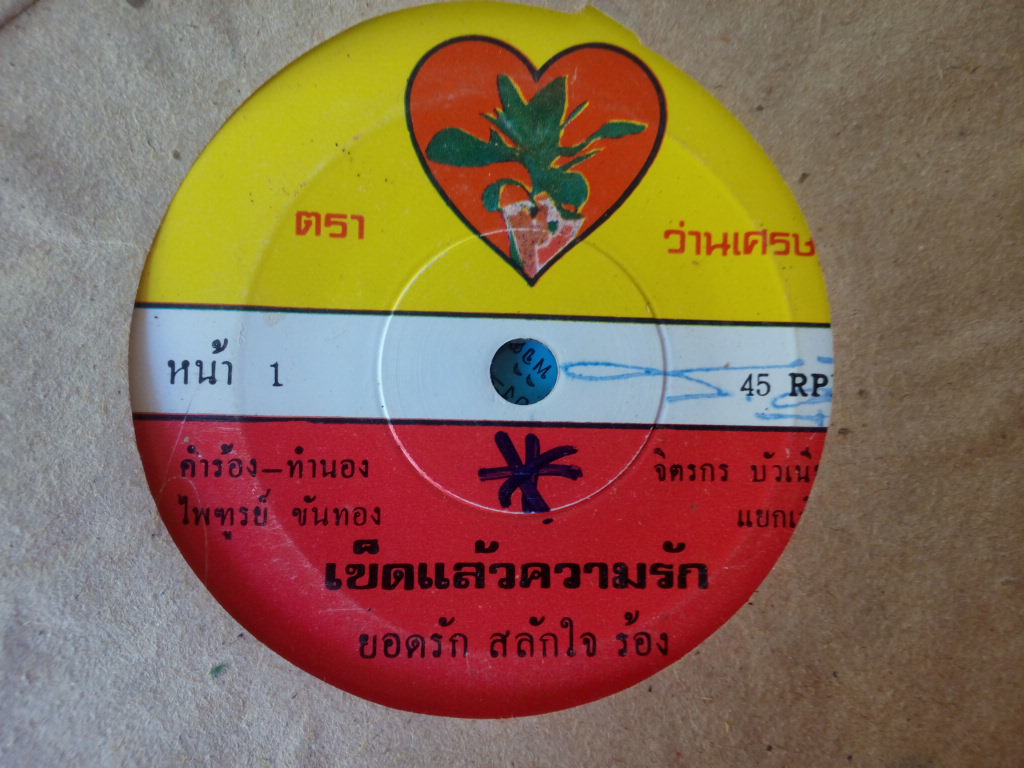 ตรา
ว่านเศรษ
หน้า 1
45 RP
คำร้อง-ทำนอง
ไพฑูรย์ ขันทอง
จิตรกร บัวเนี
แยกเ
เข็ดแล้วความรัก
ยอดรัก สลักใจ ร้อง